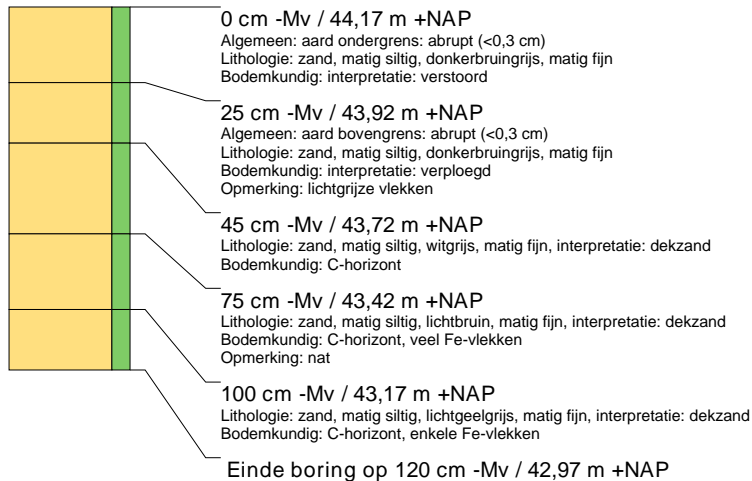 0 cm -Mv / 44,17 m +NAP
Algemeen: aard ondergrens: abrupt (<0,3 cm)
Lithologie: zand, matig siltig, donkerbruingrijs, matig fijn
Bodemkundig: interpretatie: verstoord
25 cm -Mv / 43,92 m +NAP
Algemeen: aard bovengrens: abrupt (<0,3 cm)
Lithologie: zand, matig siltig, donkerbruingrijs, matig fijn
Bodemkundig: interpretatie: verploegd
Opmerking: lichtgrijze vlekken
45 cm -Mv / 43,72 m +NAP
Lithologie: zand, matig siltig, witgrijs, matig fijn, interpretatie: dekzand
Bodemkundig: C-horizont
75 cm -Mv / 43,42 m +NAP
Lithologie: zand, matig siltig, lichtbruin, matig fijn, interpretatie: dekzand
Bodemkundig: C-horizont, veel Fe-vlekken
Opmerking: nat
100 cm -Mv / 43,17 m +NAP
Lithologie: zand, matig siltig, lichtgeelgrijs, matig fijn, interpretatie: dekzand
Bodemkundig: C-horizont, enkele Fe-vlekken
Einde boring op 120 cm -Mv / 42,97 m +NAP